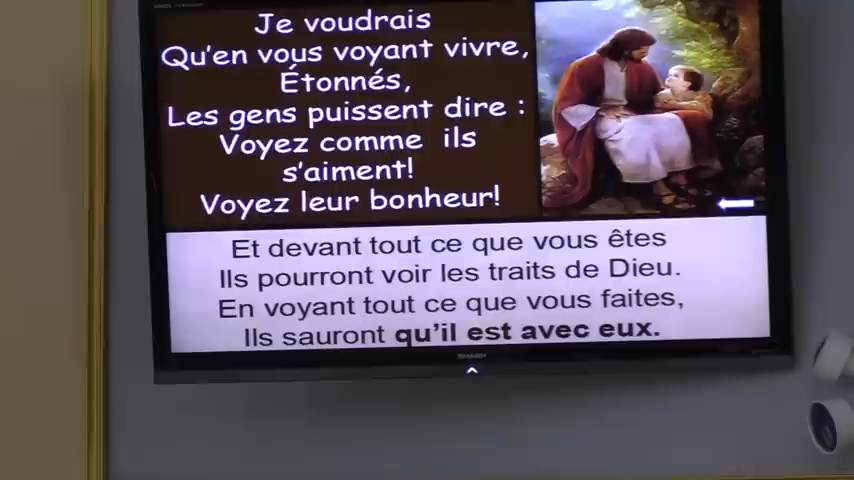 Je voudrais
Qu'en vous voyant vivre,
Étonnés,
Les gens puissent dire :
Voyez comme ils
s'aiment!
Voyez leur bonheur!
Et devant tout ce que vous êtes
Ils pourront voir les traits de Dieu.
En voyant tout ce que vous faites,
Ils sauront qu'il est avec eux.
SHARP